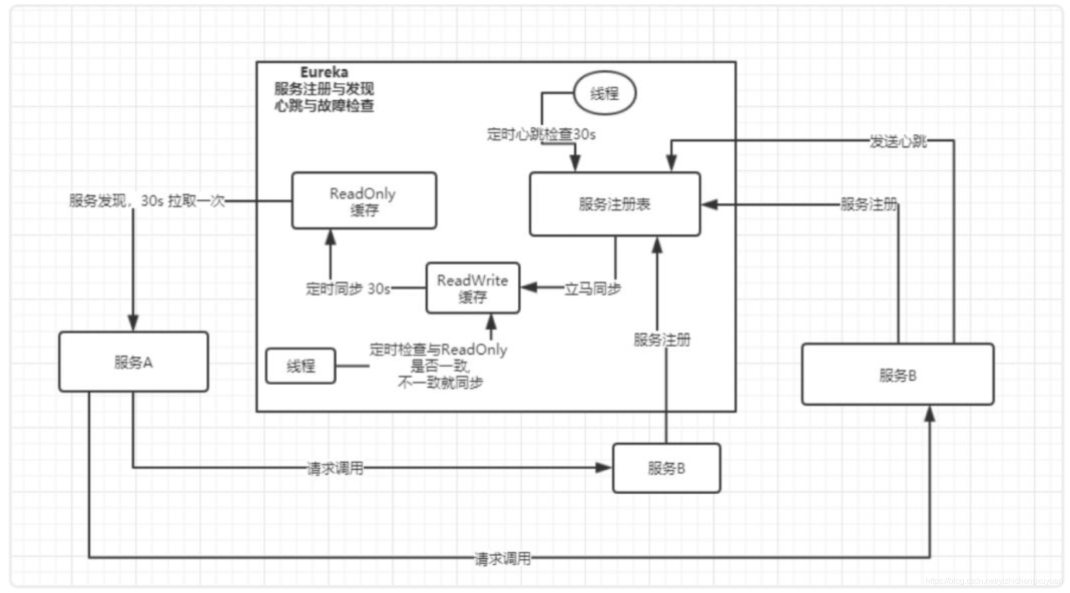 Eureka
服务注册与发现
心跳与故障检查
线程
定时心跳检查30s
发送心跳
服务发现，30s 拉取一次
ReadOnly
缓存
服务注册表
服务注册
定时同步 30s
ReadWrite
缓存
立马同步
服务注册
线程
定时检查与ReadOnly
是否一致,
不一致就同步
服务A
服务B
请求调用
服务B
请求调用